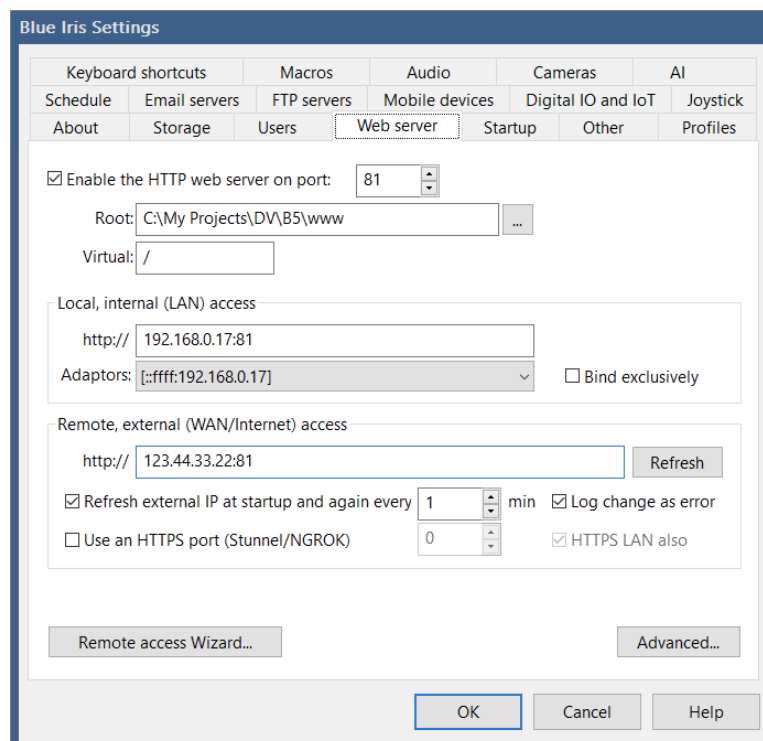 Blue Iris Settings
Keyboard shortcuts Macros Audio Cameras AI
Schedule Email servers FTP servers Mobile devices Digital IO and IoT Joystick
About Storage Users Web server Startup Other Profiles
Enable the HTTP web server on port: 81
Root: C:\My Projects\DV\B5\www ...
Virtual: /
Local, internal (LAN) access
http:// 192.168.0.17:81
Adaptors: [::ffff:192.168.0.17] Bind exclusively
Remote, external (WAN/Internet) access
http:// 123.44.33.22:81 Refresh
Refresh external IP at startup and again every 1 min Log change as error
Use an HTTPS port (Stunnel/NGROK) 0 HTTPS LAN also
Remote access Wizard... Advanced...
OK Cancel Help